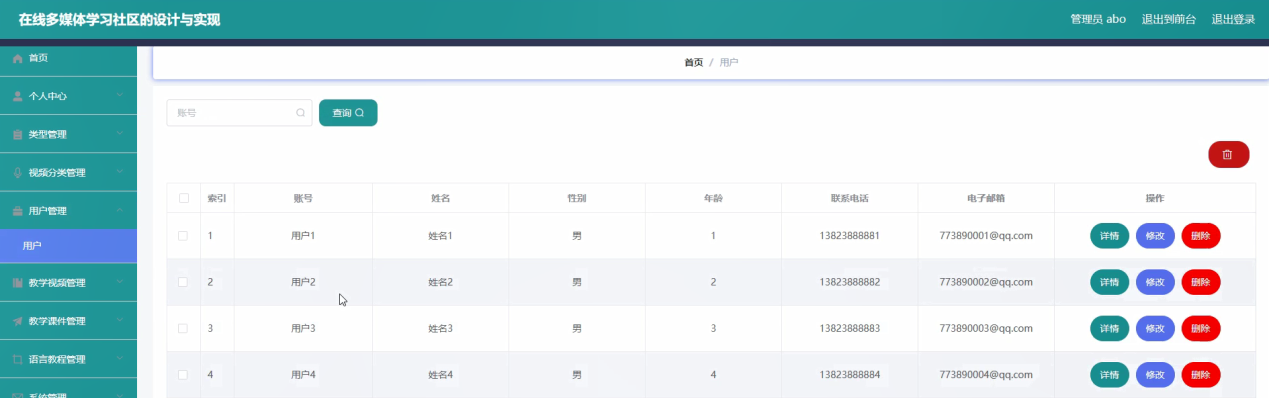 在线多媒体学习社区的设计与实现 管理员 abo 退出到前台 退出登录
首页
个人中心
类型管理
视频分类管理
用户管理
用户
教学视频管理
教学课件管理
语言教程管理
系统管理
首页 / 用户
账号 查询
索引 账号 姓名 性别 年龄 联系电话 电子邮箱 操作
1 用户1 姓名1 男 1 13823888881 773890001@qq.com 详情 修改 删除
2 用户2 姓名2 男 2 13823888882 773890002@qq.com 详情 修改 删除
3 用户3 姓名3 男 3 13823888883 773890003@qq.com 详情 修改 删除
4 用户4 姓名4 男 4 13823888884 773890004@qq.com 详情 修改 删除